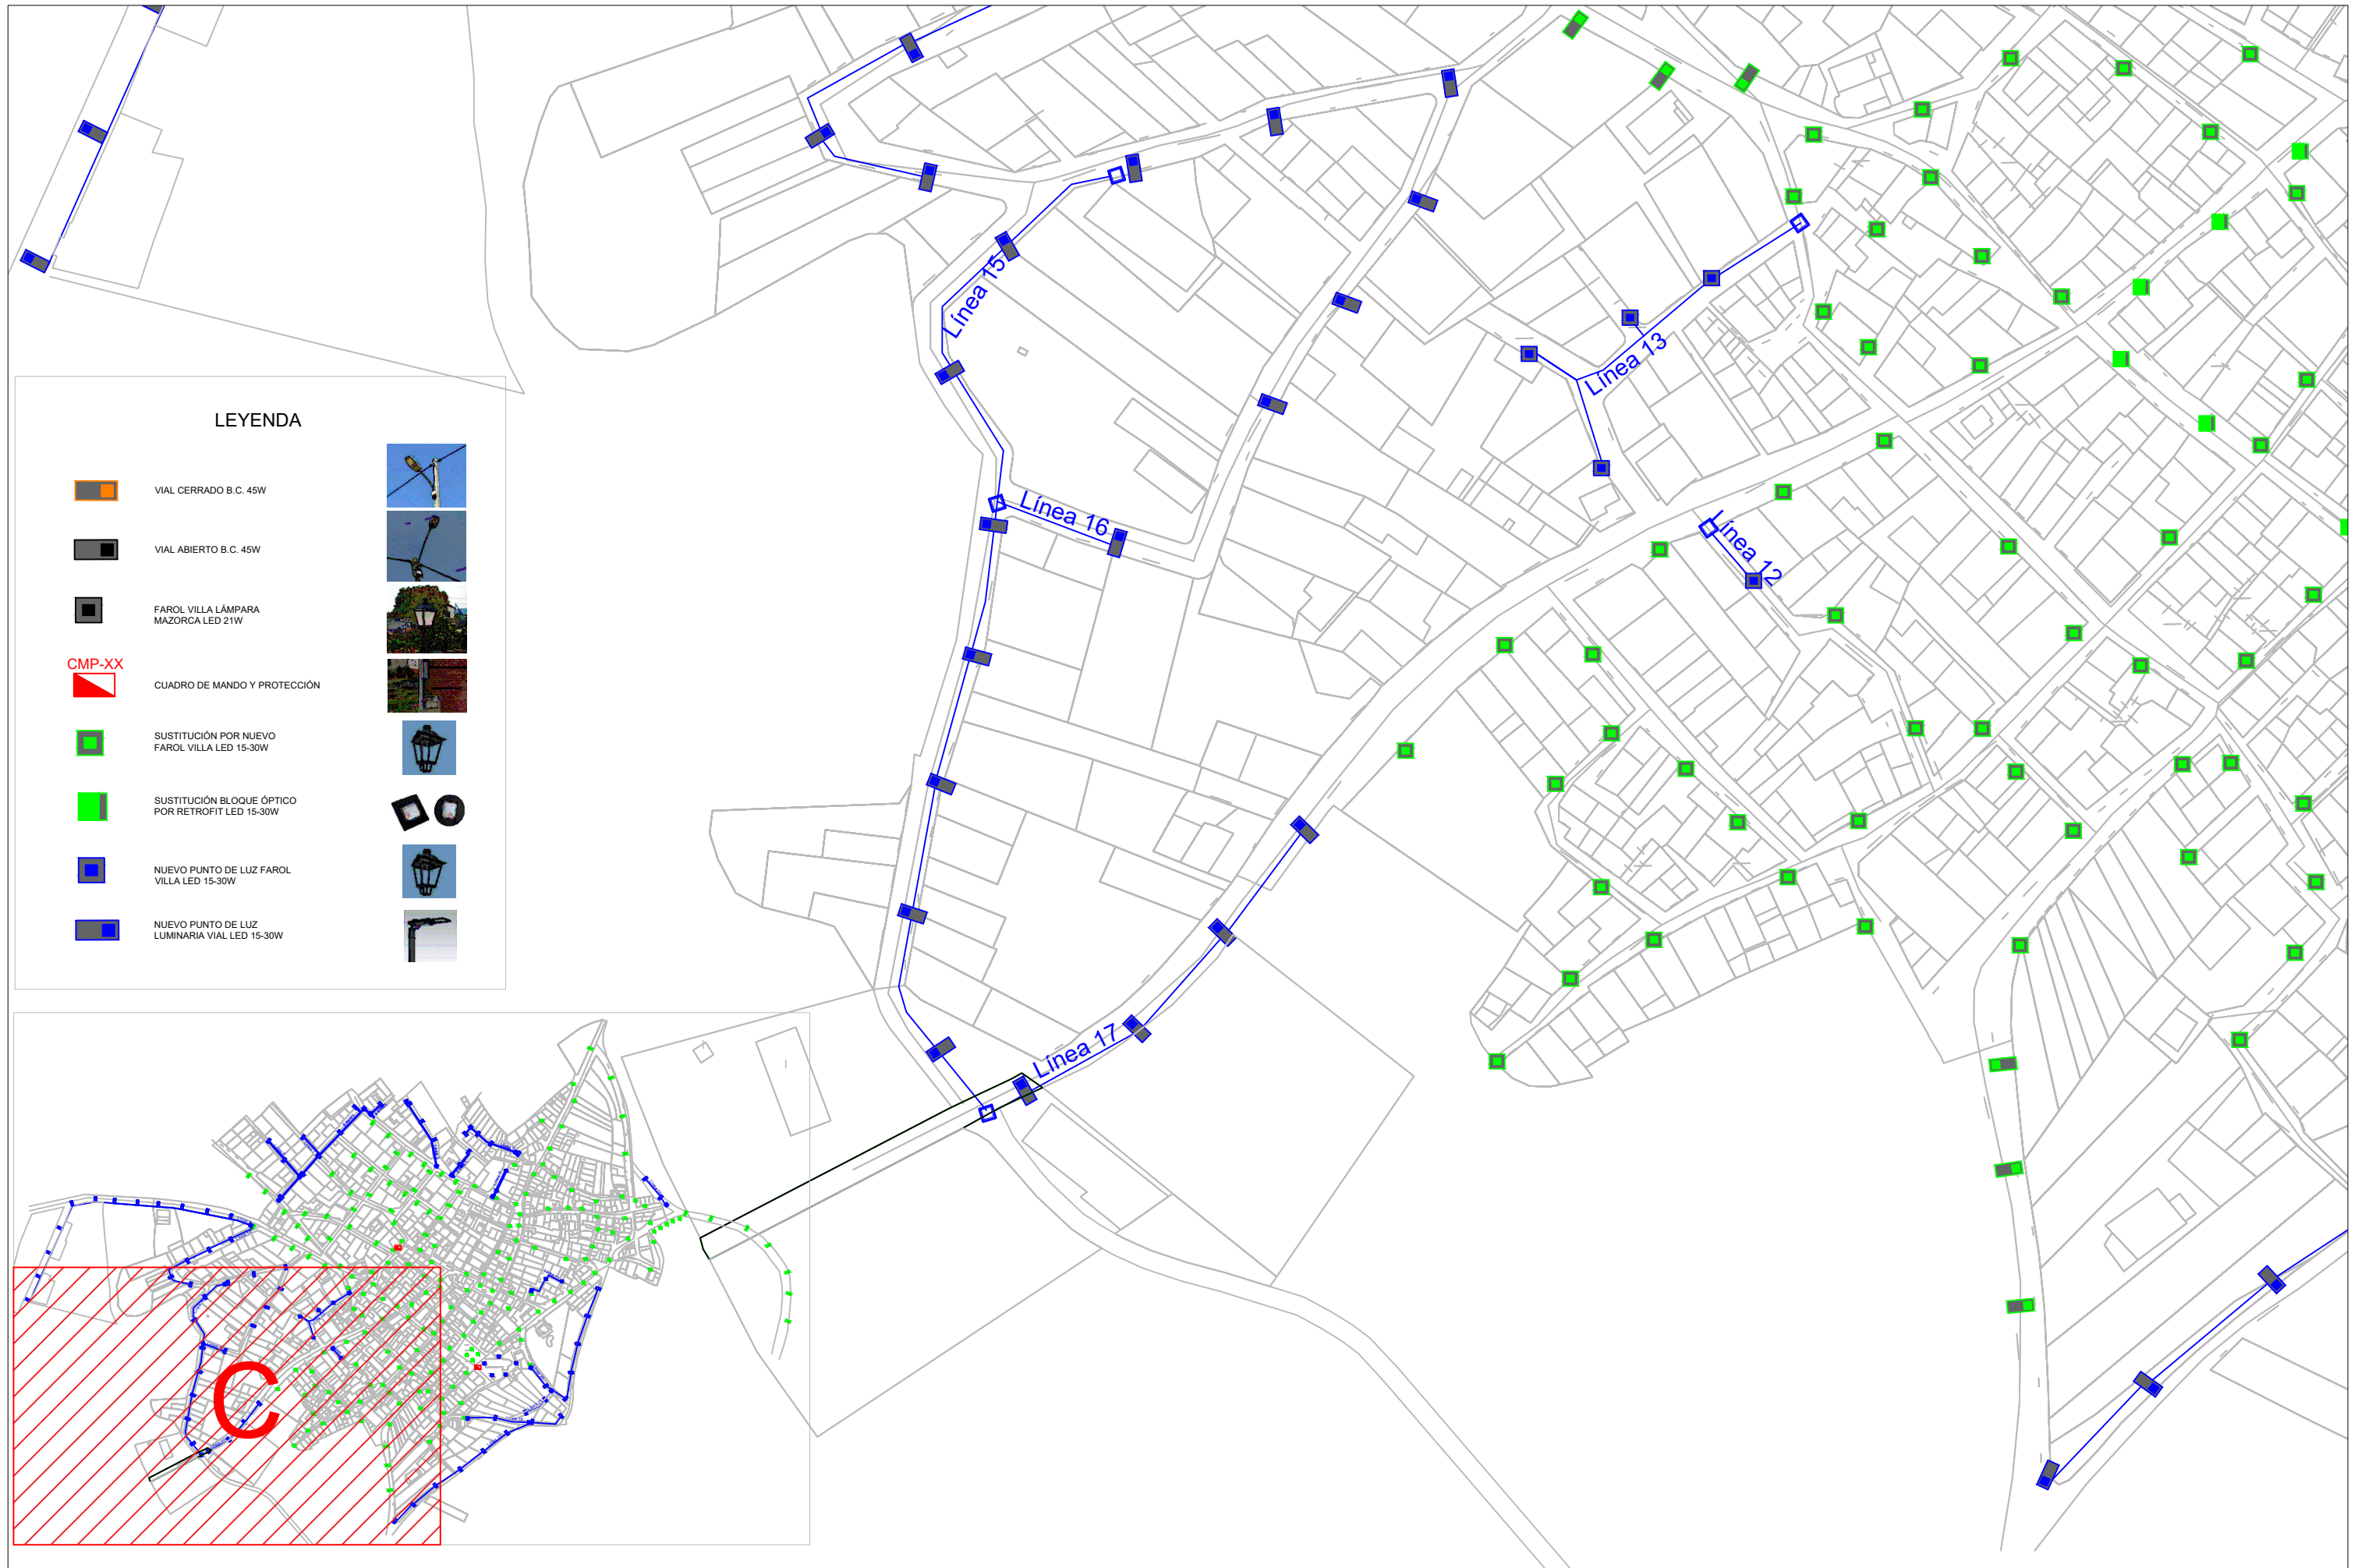 Línea 15
Línea 13
Línea 16
Línea 12
Línea 17
LEYENDA
VIAL CERRADO B.C. 45W
VIAL ABIERTO B.C. 45W
FAROL VILLA LÁMPARA
MAZORCA LED 21W
CMP-XX
CUADRO DE MANDO Y PROTECCIÓN
SUSTITUCIÓN POR NUEVO
FAROL VILLA LED 15-30W
SUSTITUCIÓN BLOQUE ÓPTICO
POR RETROFIT LED 15-30W
NUEVO PUNTO DE LUZ FAROL
VILLA LED 15-30W
NUEVO PUNTO DE LUZ
LUMINARIA VIAL LED 15-30W
C